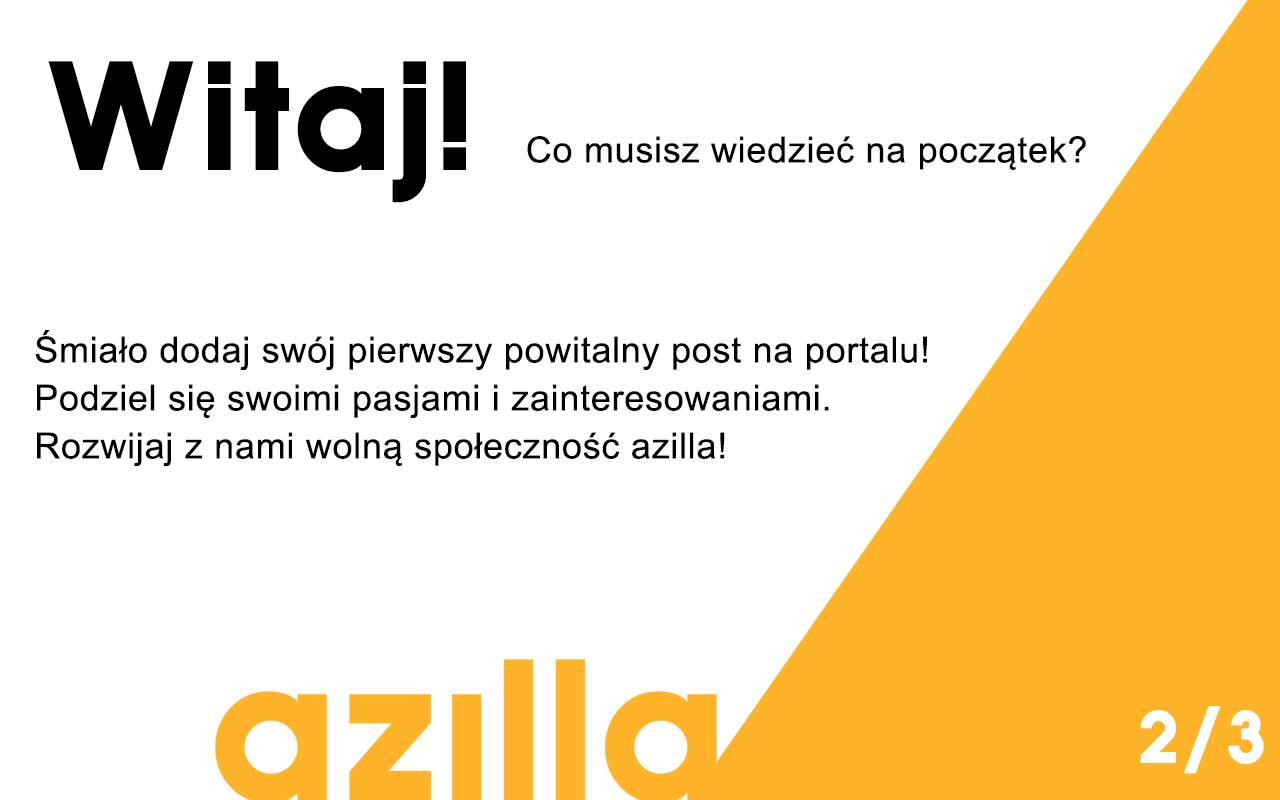 Witaj!
Co musisz wiedzieć na początek?
Śmiało dodaj swój pierwszy powitalny post na portalu!
Podziel się swoimi pasjami i zainteresowaniami.
Rozwijaj z nami wolną społeczność azilla!
azılla
2/3